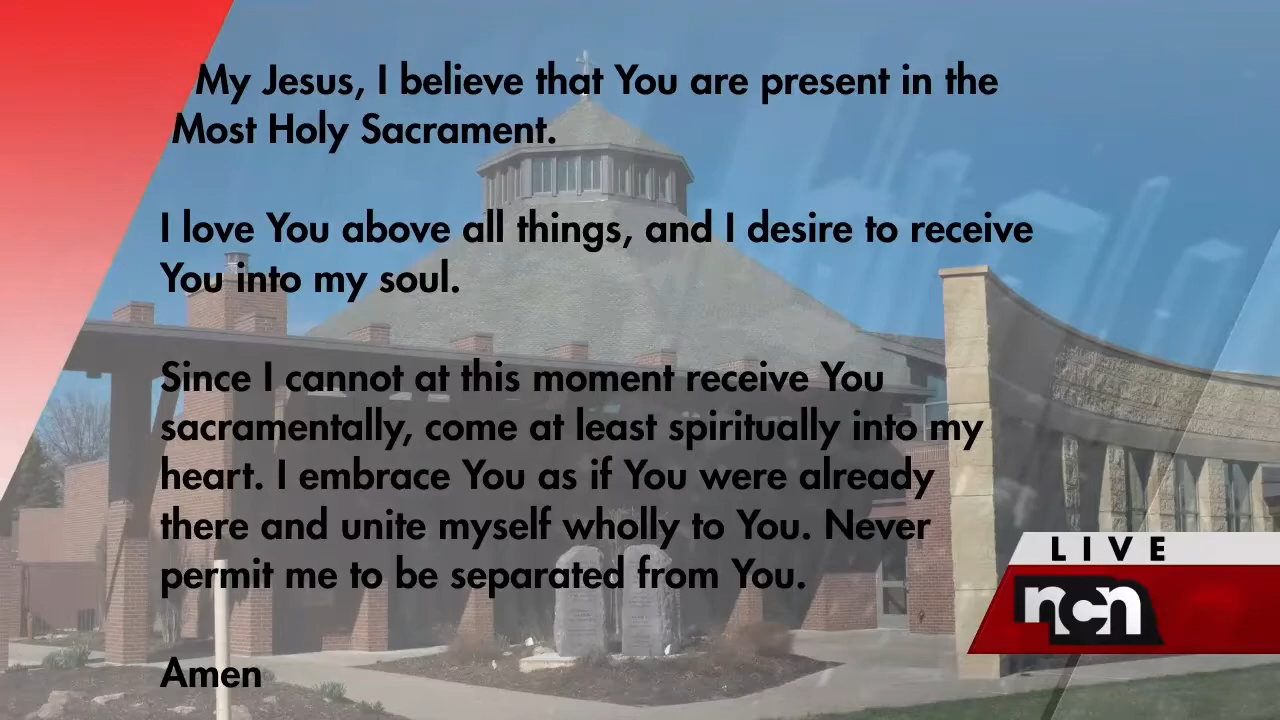 My Jesus, I believe that You are present in the
Most Holy Sacrament.
I love You above all things, and I desire to receive
You into my soul.
Since I cannot at this moment receive You
sacramentally, come at least spiritually into my
heart. I embrace You as if You were already
there and unite myself wholly to You. Never
permit me to be separated from You.
Amen
LIVE
ncn